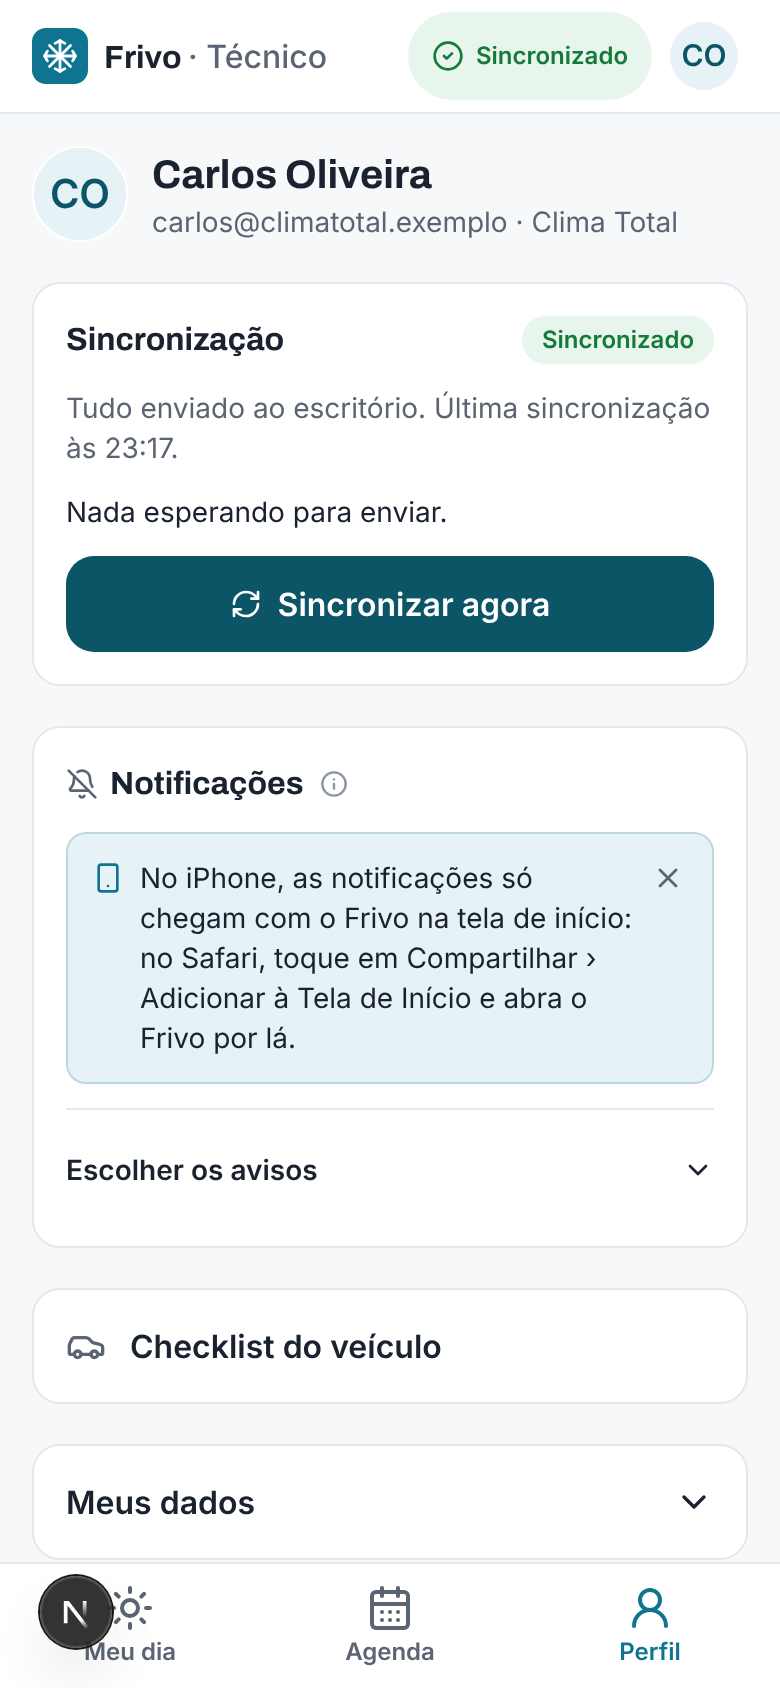 Frivo · Técnico
Sincronizado
CO
CO
Carlos Oliveira
carlos@climatotal.exemplo · Clima Total
Sincronização
Sincronizado
Tudo enviado ao escritório. Última sincronização
às 23:17.
Nada esperando para enviar.
Sincronizar agora
Notificações
No iPhone, as notificações só
chegam com o Frivo na tela de início:
no Safari, toque em Compartilhar ›
Adicionar à Tela de Início e abra o
Frivo por lá.
Escolher os avisos
Checklist do veículo
Meus dados
N
Meu dia
Agenda
Perfil